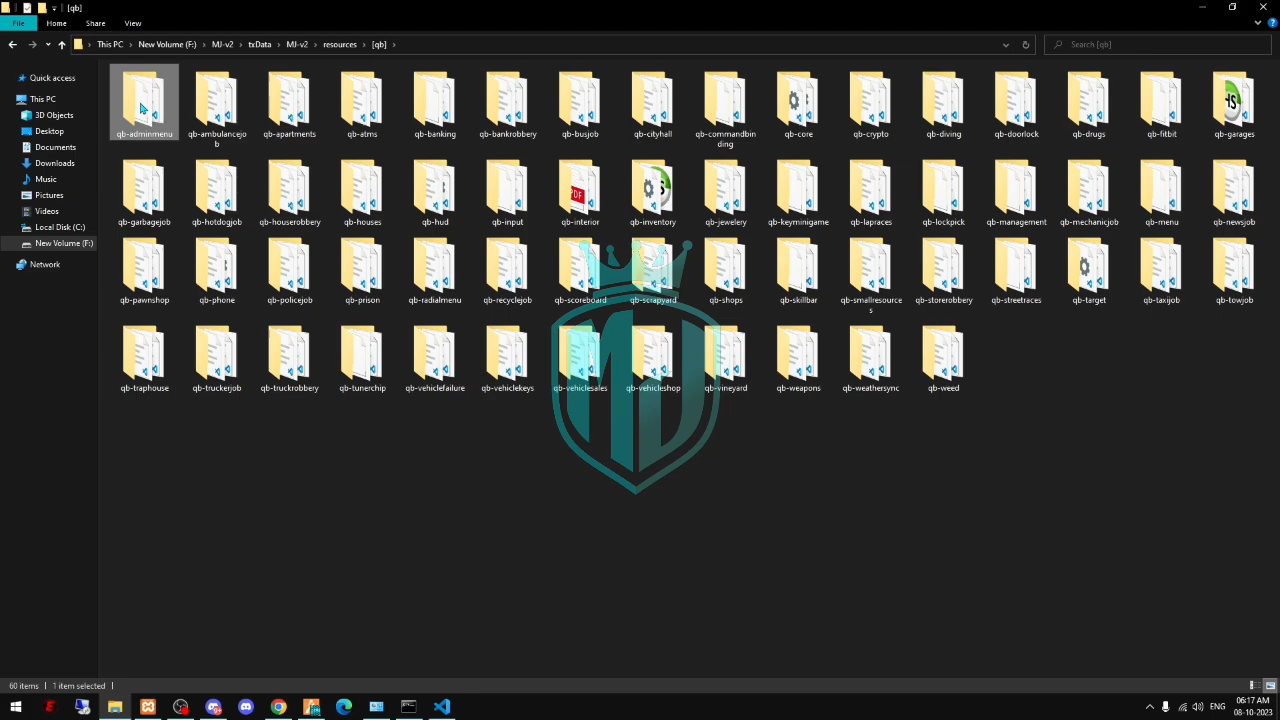 [qb]
File Home Share View
This PC New Volume (F:) MJ-v2 txData MJ-v2 resources [qb]
Search [qb]
Quick access
This PC
3D Objects
Desktop
Documents
Downloads
Music
Pictures
Videos
Local Disk (C:)
New Volume (F:)
Network
qb-adminmenu qb-ambulancejo qb-apartments qb-atms qb-banking qb-bankrobbery qb-busjob qb-cityhall qb-commandbin qb-core qb-crypto qb-diving qb-doorlock qb-drugs qb-fitbit qb-garages
b ding
qb-garbagejob qb-hotdogjob qb-houserobbery qb-houses qb-hud qb-input qb-interior qb-inventory qb-jewelery qb-keyminigame qb-lapraces qb-lockpick qb-management qb-mechanicjob qb-menu qb-newsjob
qb-pawnshop qb-phone qb-policejob qb-prison qb-radialmenu qb-recyclejob qb-scoreboard qb-scrapyard qb-shops qb-skillbar qb-smallresource qb-storerobbery qb-streetraces qb-target qb-taxijob qb-towjob
s
qb-traphouse qb-truckerjob qb-truckrobbery qb-tunerchip qb-vehiclefailure qb-vehiclekeys qb-vehiclesales qb-vehicleshop qb-vineyard qb-weapons qb-weathersync qb-weed
PDF
MJ
60 items 1 item selected
ENG
06:17 AM
08-10-2023